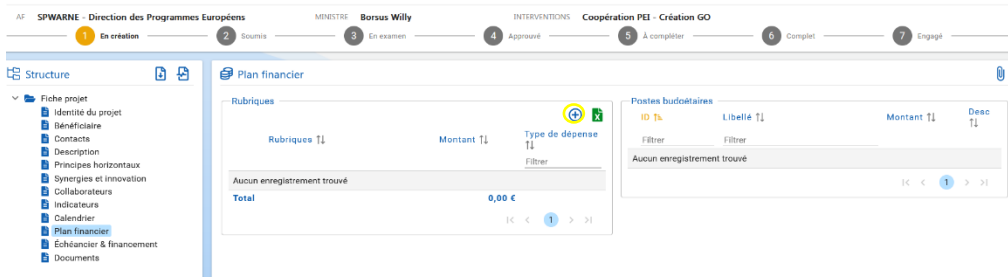 AF SPWARNE - Direction des Programmes Européens MINISTRE Borsus Willy INTERVENTIONS Coopération PEI - Création GO
1 En création 2 Soumis 3 En examen 4 Approuvé 5 À compléter 6 Complet 7 Engagé
Structure
Fiche projet
Identité du projet
Bénéficiaire
Contacts
Description
Principes horizontaux
Synergies et innovation
Collaborateurs
Indicateurs
Calendrier
Plan financier
Échéancier & financement
Documents
Plan financier
Rubriques
Rubriques Montant Type de dépense
Filtrer
Aucun enregistrement trouvé
Total 0,00 €
1
Postes budgétaires
ID Libellé Montant Desc
Filtrer Filtrer
Aucun enregistrement trouvé
1